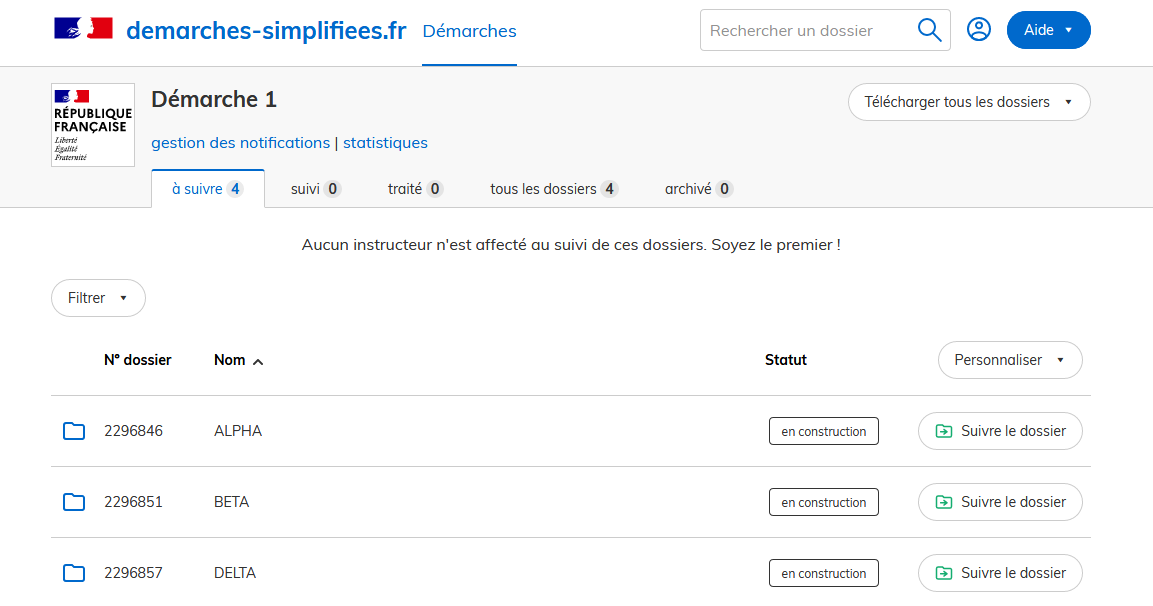 demarches-simplifiees.fr Démarches Rechercher un dossier Aide
RÉPUBLIQUE
FRANÇAISE
Liberté
Égalité
Fraternité
Démarche 1
Télécharger tous les dossiers
gestion des notifications | statistiques
à suivre 4 suivi 0 traité 0 tous les dossiers 4 archivé 0
Aucun instructeur n'est affecté au suivi de ces dossiers. Soyez le premier !
Filtrer
N° dossier Nom Statut Personnaliser
2296846 ALPHA en construction Suivre le dossier
2296851 BETA en construction Suivre le dossier
2296857 DELTA en construction Suivre le dossier